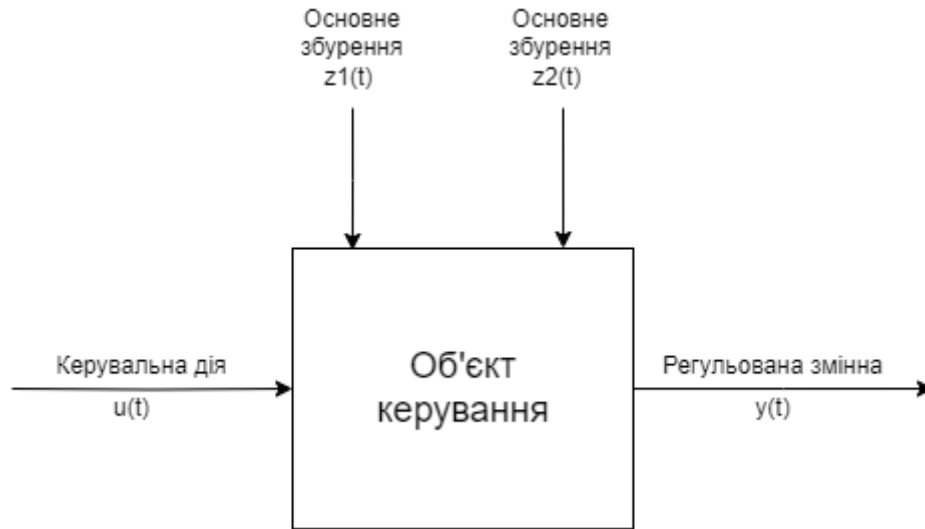 Основне
збурення
z1(t)
Основне
збурення
z2(t)
Керувальна дія
u(t)
Об'єкт
керування
Регульована змінна
y(t)